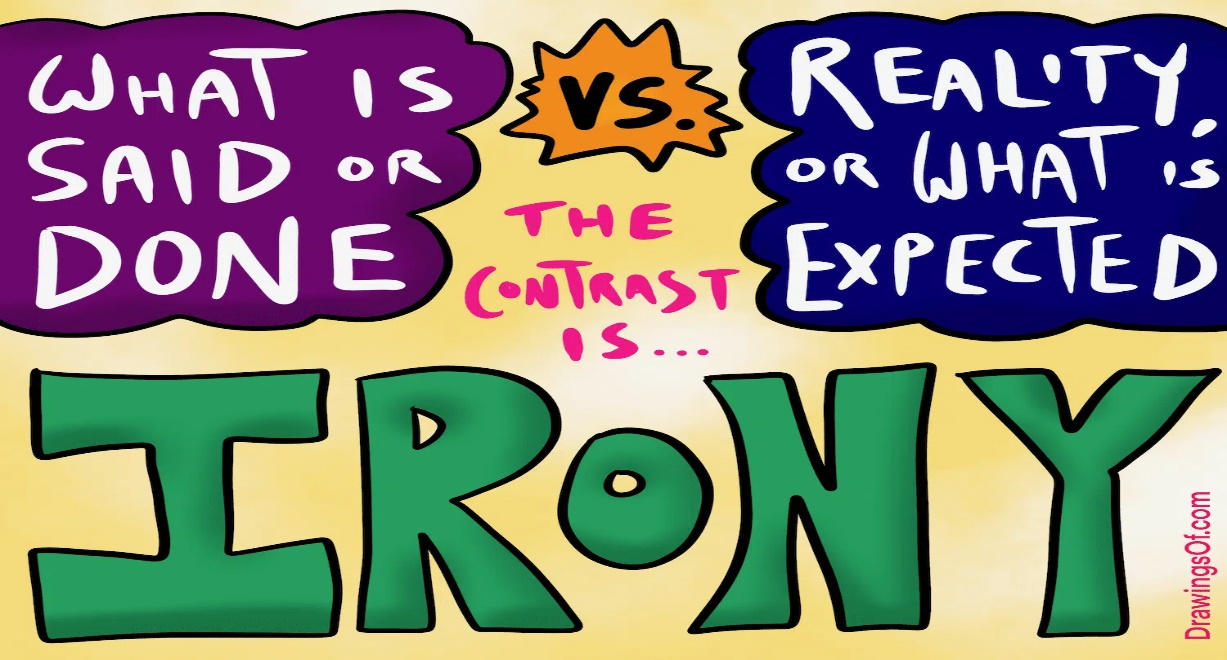 WHAT IS
SAID OR
DONE
VS.
REALITY,
OR WHAT IS
EXPECTED
THE
CONTRAST
IS...
IRONY
DrawingsOf.com